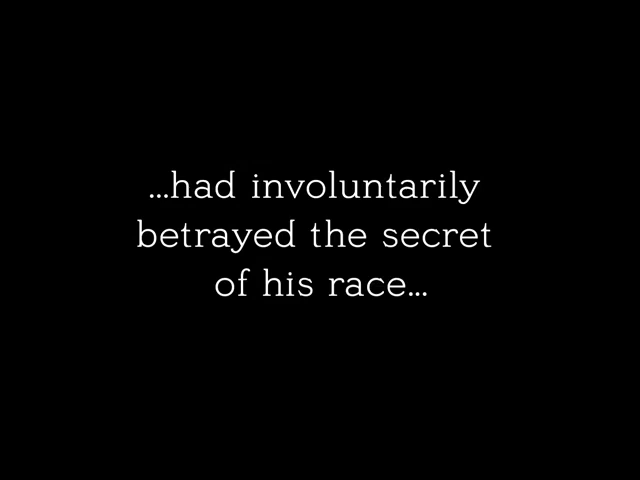 ...had involuntarily
betrayed the secret
of his race...